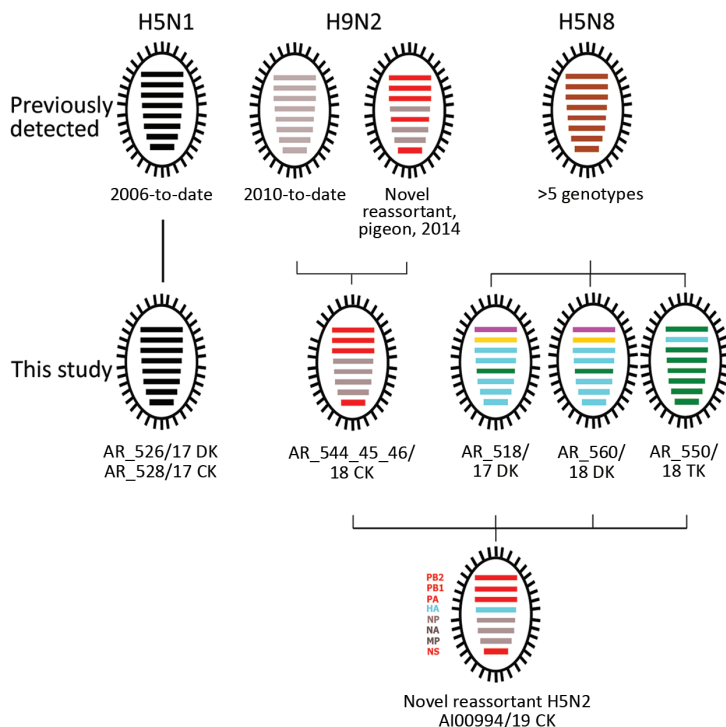 H5N1
H9N2
H5N8
Previously
detected
2006-to-date
2010-to-date
Novel
reassortant,
pigeon, 2014
>5 genotypes
This study
AR_526/17 DK
AR_528/17 CK
AR_544_45_46/
18 CK
AR_518/
17 DK
AR_560/
18 DK
AR_550/
18 TK
PB2
PB1
PA
HA
NP
NA
MP
NS
Novel reassortant H5N2
AI00994/19 CK